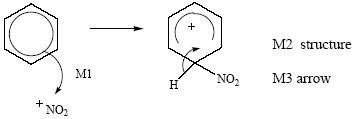 +
M2 structure
M1
H
NO₂
M3 arrow
⁺NO₂